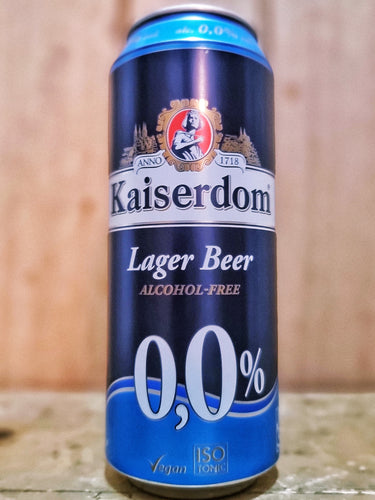 0.0%
ANNO 1718
Kaiserdom
Lager Beer
ALCOHOL-FREE
0,0%
Vegan
ISO
TONIC